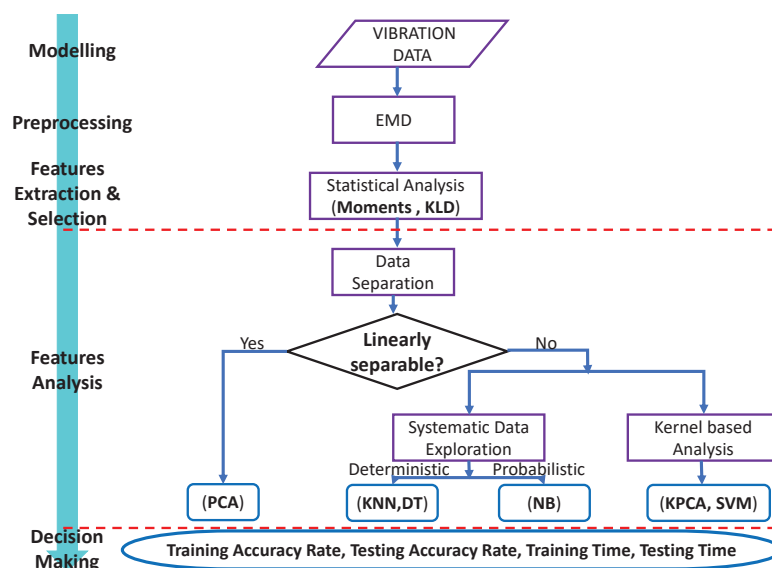 Modelling
VIBRATION
DATA
Preprocessing
EMD
Features
Extraction &
Selection
Statistical Analysis
(Moments , KLD)
Data
Separation
Yes
Linearly
separable?
No
Features
Analysis
Systematic Data
Exploration
Kernel based
Analysis
Deterministic
Probabilistic
(PCA)
(KNN,DT)
(NB)
(KPCA, SVM)
Decision
Making
Training Accuracy Rate, Testing Accuracy Rate, Training Time, Testing Time